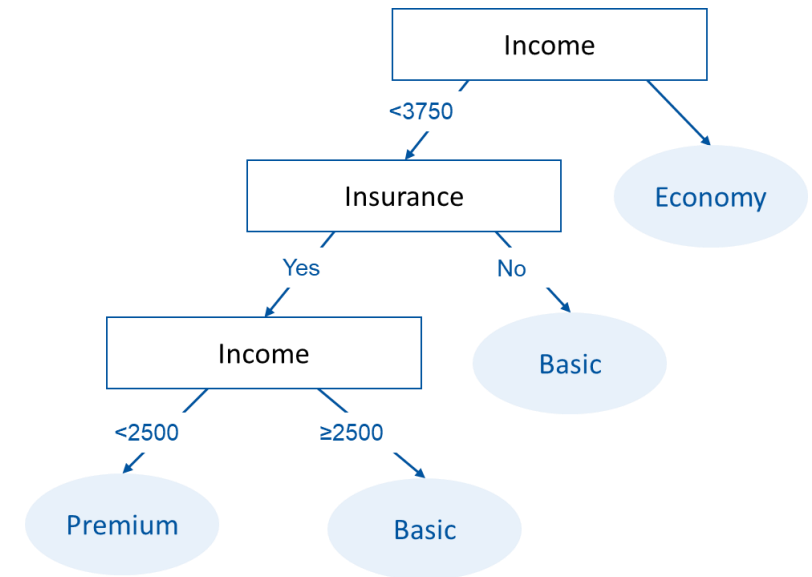 Income
<3750
Insurance
Economy
Yes
No
Income
Basic
<2500
≥2500
Premium
Basic